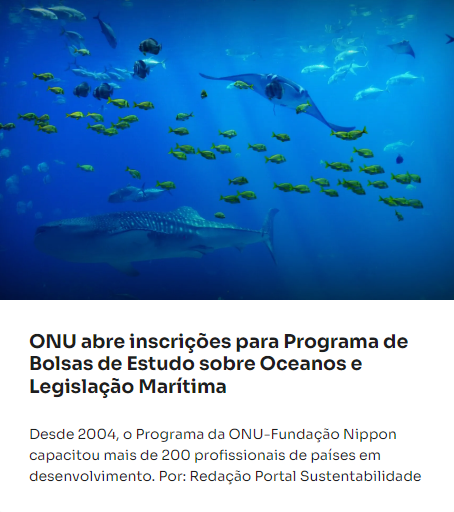 ONU abre inscrições para Programa de
Bolsas de Estudo sobre Oceanos e
Legislação Marítima
Desde 2004, o Programa da ONU-Fundação Nippon
capacitou mais de 200 profissionais de países em
desenvolvimento. Por: Redação Portal Sustentabilidade